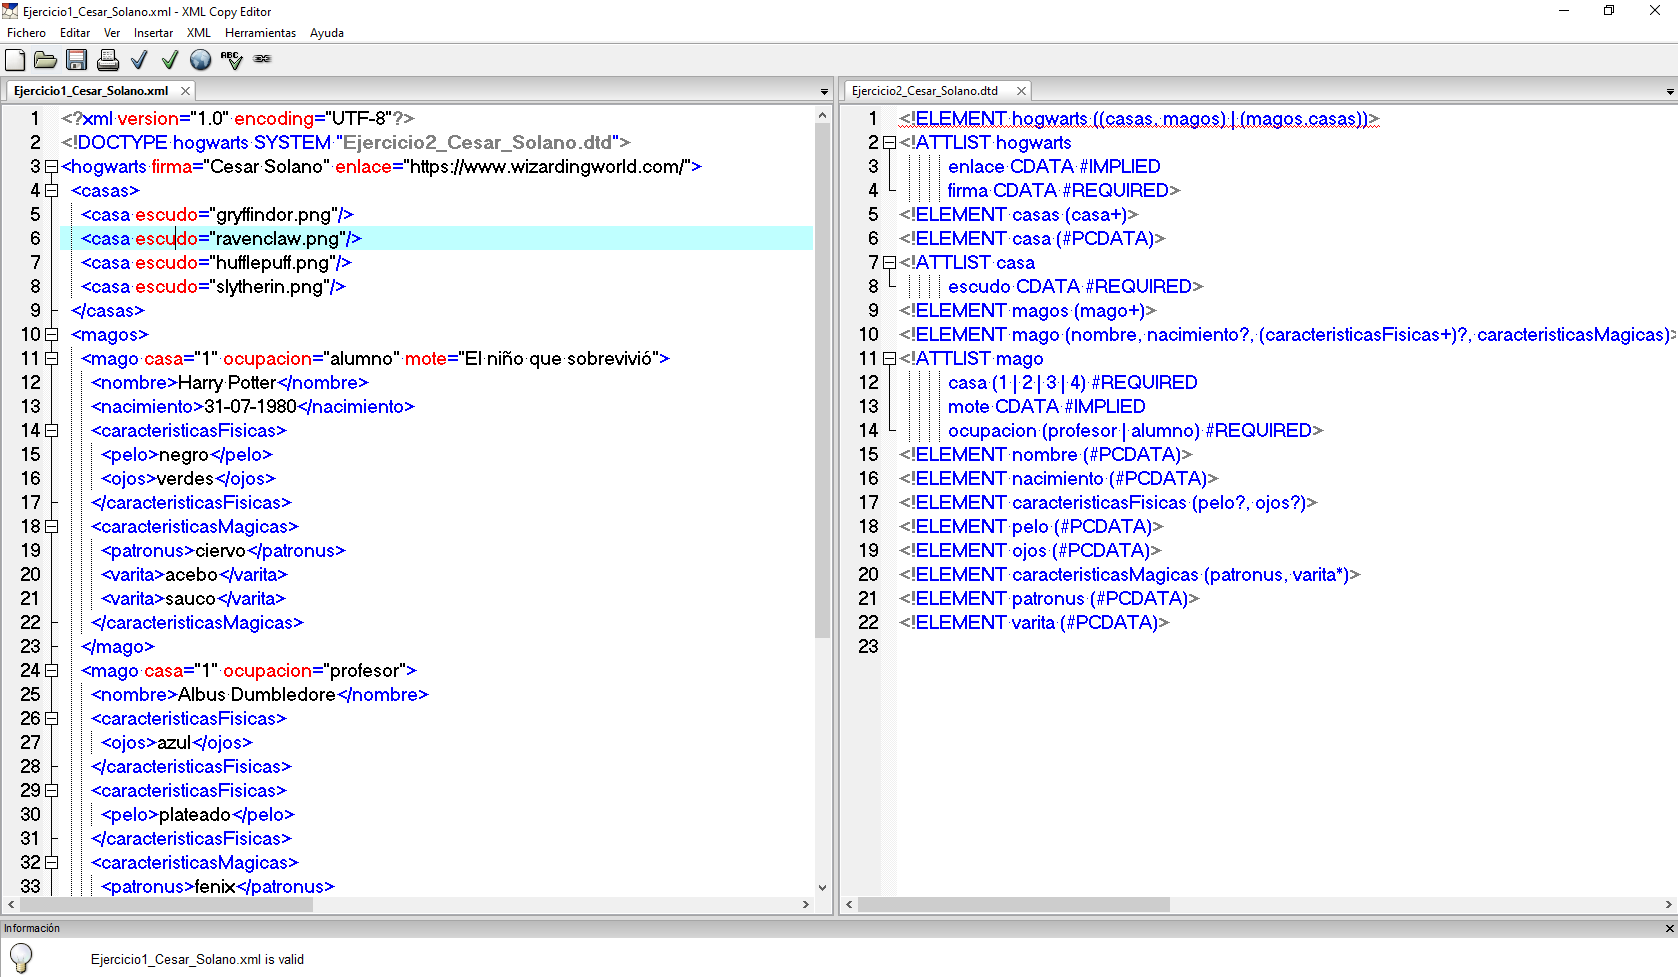 Ejercicio1_Cesar_Solano.xml - XML Copy Editor
Fichero Editar Ver Insertar XML Herramientas Ayuda
ABC
Ejercicio1_Cesar_Solano.xml
1 <?xml version="1.0" encoding="UTF-8"?>
2 <!DOCTYPE hogwarts SYSTEM "Ejercicio2_Cesar_Solano.dtd">
3 <hogwarts firma="Cesar Solano" enlace="https://www.wizardingworld.com/">
4 <casas>
5 <casa escudo="gryffindor.png"/>
6 <casa escudo="ravenclaw.png"/>
7 <casa escudo="hufflepuff.png"/>
8 <casa escudo="slytherin.png"/>
9 </casas>
10 <magos>
11 <mago casa="1" ocupacion="alumno" mote="El niño que sobrevivió">
12 <nombre>Harry Potter</nombre>
13 <nacimiento>31-07-1980</nacimiento>
14 <caracteristicasFisicas>
15 <pelo>negro</pelo>
16 <ojos>verdes</ojos>
17 </caracteristicasFisicas>
18 <caracteristicasMagicas>
19 <patronus>ciervo</patronus>
20 <varita>acebo</varita>
21 <varita>sauco</varita>
22 </caracteristicasMagicas>
23 </mago>
24 <mago casa="1" ocupacion="profesor">
25 <nombre>Albus Dumbledore</nombre>
26 <caracteristicasFisicas>
27 <ojos>azul</ojos>
28 </caracteristicasFisicas>
29 <caracteristicasFisicas>
30 <pelo>plateado</pelo>
31 </caracteristicasFisicas>
32 <caracteristicasMagicas>
33 <patronus>fenix</patronus>
Ejercicio2_Cesar_Solano.dtd
1 <!ELEMENT hogwarts ((casas, magos) | (magos,casas))>
2 <!ATTLIST hogwarts
3 enlace CDATA #IMPLIED
4 firma CDATA #REQUIRED>
5 <!ELEMENT casas (casa+)>
6 <!ELEMENT casa (#PCDATA)>
7 <!ATTLIST casa
8 escudo CDATA #REQUIRED>
9 <!ELEMENT magos (mago+)>
10 <!ELEMENT mago (nombre, nacimiento?, (caracteristicasFisicas+)?, caracteristicasMagicas)>
11 <!ATTLIST mago
12 casa (1 | 2 | 3 | 4) #REQUIRED
13 mote CDATA #IMPLIED
14 ocupacion (profesor | alumno) #REQUIRED>
15 <!ELEMENT nombre (#PCDATA)>
16 <!ELEMENT nacimiento (#PCDATA)>
17 <!ELEMENT caracteristicasFisicas (pelo?, ojos?)>
18 <!ELEMENT pelo (#PCDATA)>
19 <!ELEMENT ojos (#PCDATA)>
20 <!ELEMENT caracteristicasMagicas (patronus, varita*)>
21 <!ELEMENT patronus (#PCDATA)>
22 <!ELEMENT varita (#PCDATA)>
23
Información
Ejercicio1_Cesar_Solano.xml is valid